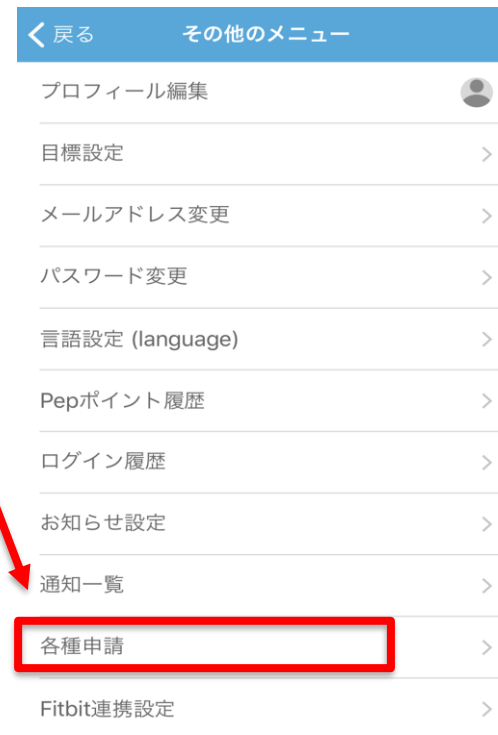 戻る その他のメニュー
プロフィール編集
目標設定
メールアドレス変更
パスワード変更
言語設定 (language)
Pepポイント履歴
ログイン履歴
お知らせ設定
通知一覧
各種申請
Fitbit連携設定